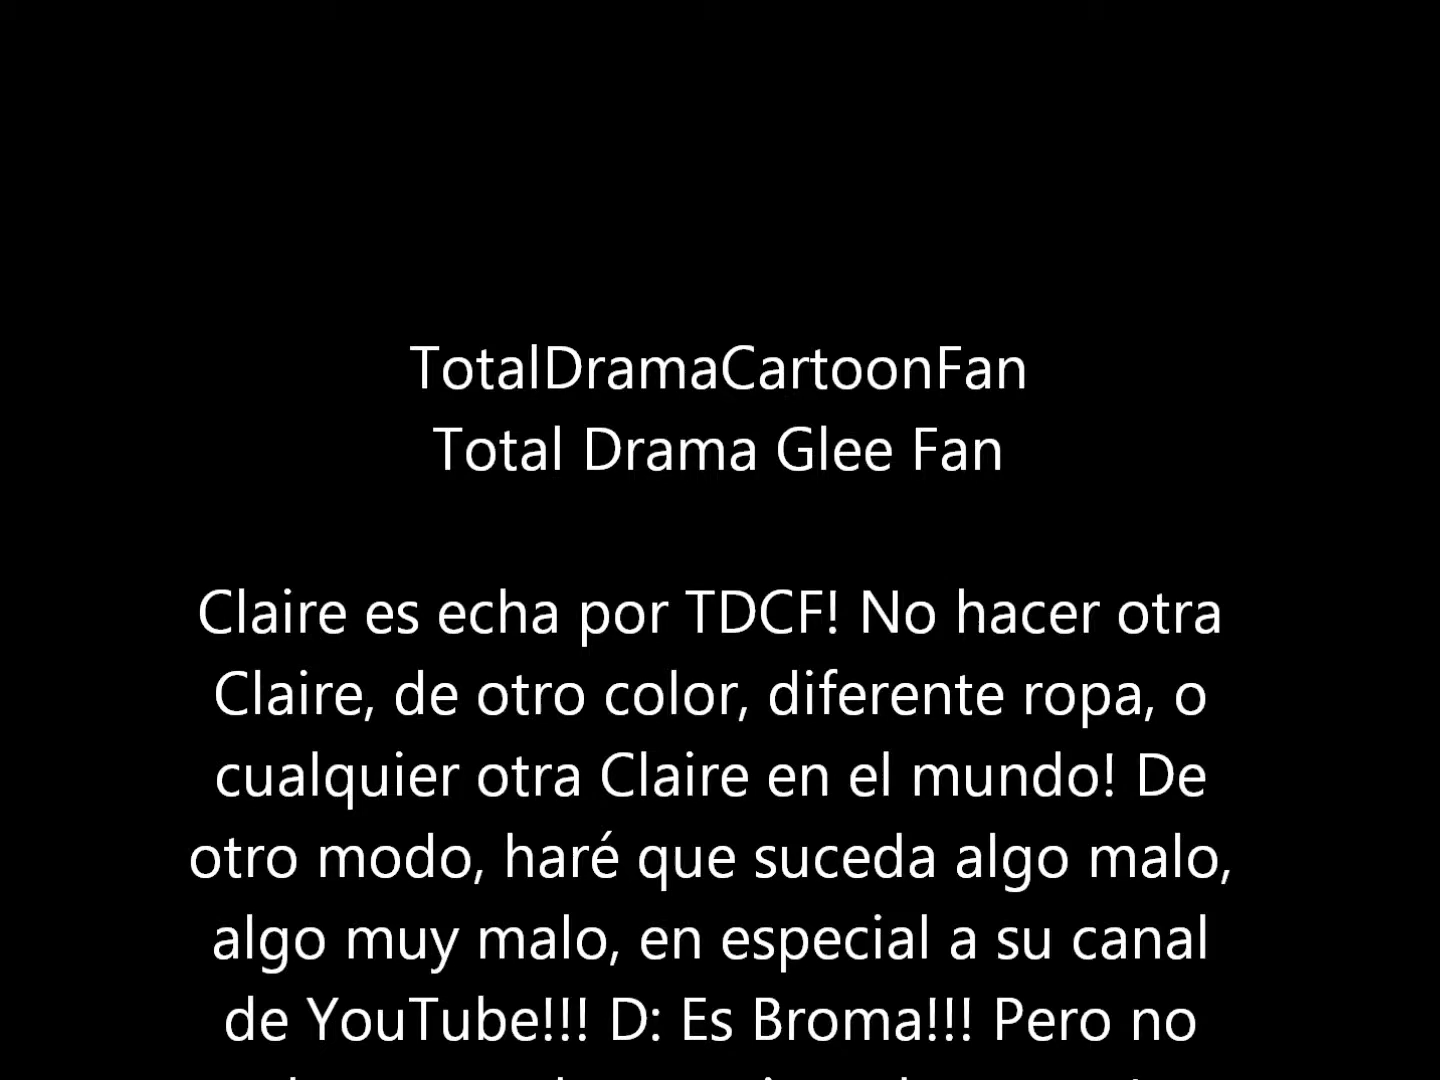 TotalDramaCartoonFan
Total Drama Glee Fan
Claire es echa por TDCF! No hacer otra
Claire, de otro color, diferente ropa, o
cualquier otra Claire en el mundo! De
otro modo, haré que suceda algo malo,
algo muy malo, en especial a su canal
de YouTube!!! D: Es Broma!!! Pero no